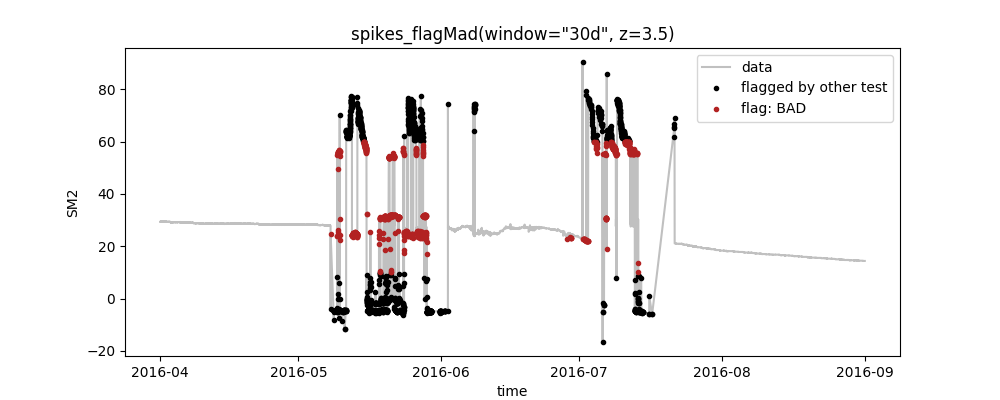 spikes_flagMad(window="30d", z=3.5)
data
flagged by other test
flag: BAD
80
60
40
20
0
−20
SM2
2016-04
2016-05
2016-06
2016-07
2016-08
2016-09
time